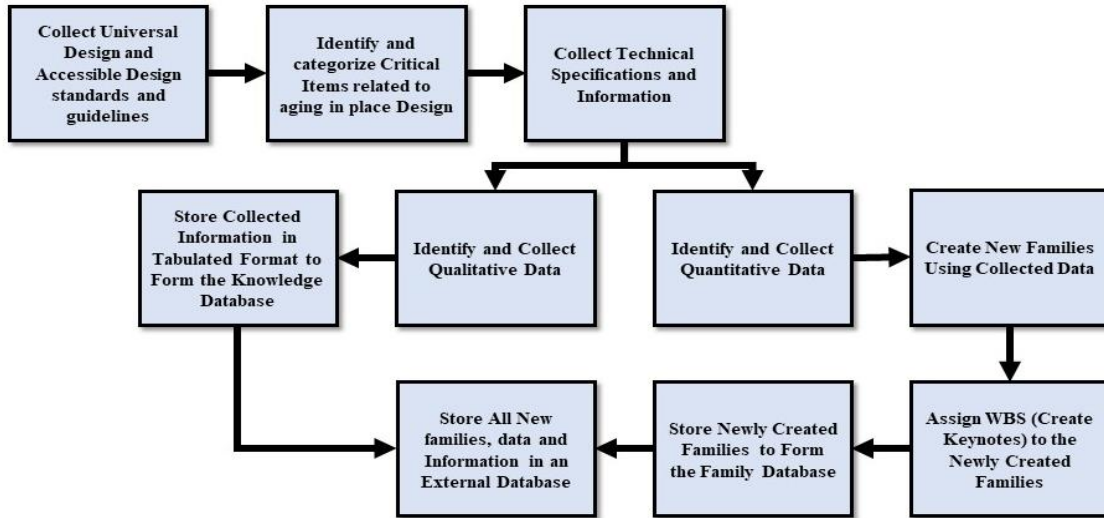 Collect Universal
Design and
Accessible Design
standards and
guidelines
Identify and
categorize Critical
Items related to
aging in place Design
Collect Technical
Specifications and
Information
Store Collected
Information in
Tabulated Format to
Form the Knowledge
Database
Identify and Collect
Qualitative Data
Identify and Collect
Quantitative Data
Create New Families
Using Collected Data
Store All New
families, data and
Information in an
External Database
Store Newly Created
Families to Form
the Family Database
Assign WBS (Create
Keynotes) to the
Newly Created
Families